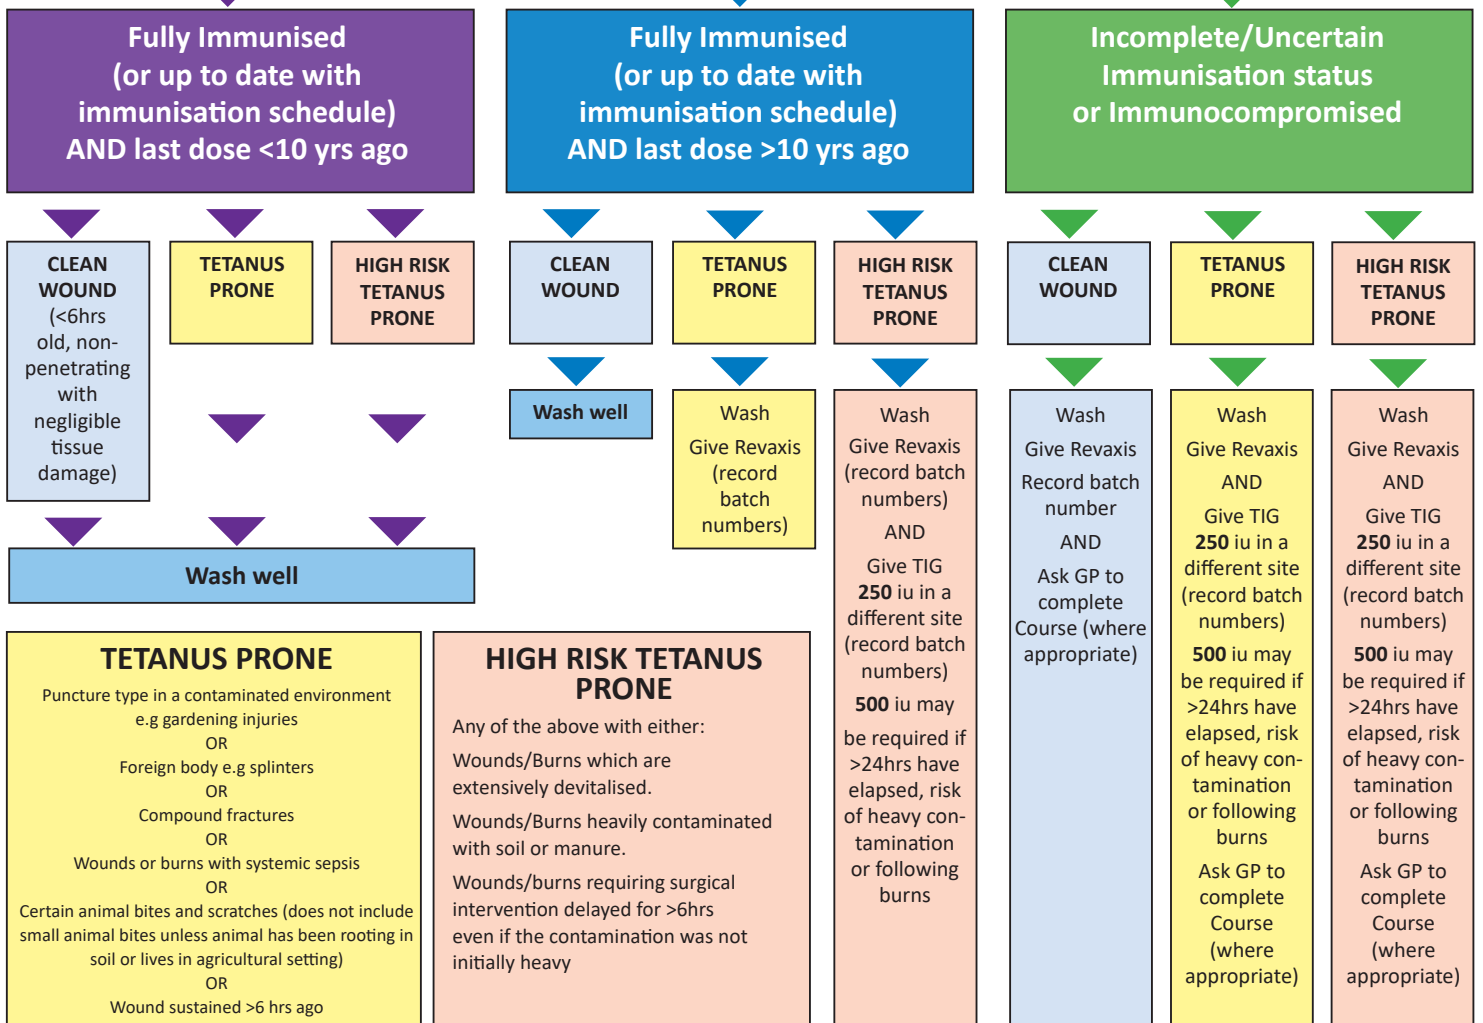 Fully Immunised
(or up to date with
immunisation schedule)
AND last dose <10 yrs ago
Fully Immunised
(or up to date with
immunisation schedule)
AND last dose >10 yrs ago
Incomplete/Uncertain
Immunisation status
or Immunocompromised
CLEAN
WOUND
(<6hrs
old, non-
penetrating
with
negligible
tissue
damage)
TETANUS
PRONE
HIGH RISK
TETANUS
PRONE
Wash well
CLEAN
WOUND
Wash well
TETANUS
PRONE
Wash
Give Revaxis
(record
batch
numbers)
HIGH RISK
TETANUS
PRONE
Wash
Give Revaxis
(record batch
numbers)
AND
Give TIG
250 iu in a
different site
(record batch
numbers)
500 iu may
be required if
>24hrs have
elapsed, risk
of heavy con-
tamination
or following
burns
CLEAN
WOUND
Wash
Give Revaxis
Record batch
number
AND
Ask GP to
complete
Course (where
appropriate)
TETANUS
PRONE
Wash
Give Revaxis
AND
Give TIG
250 iu in a
different site
(record batch
numbers)
500 iu may
be required if
>24hrs have
elapsed, risk
of heavy con-
tamination
or following
burns
Ask GP to
complete
Course
(where
appropriate)
HIGH RISK
TETANUS
PRONE
Wash
Give Revaxis
AND
Give TIG
250 iu in a
different site
(record batch
numbers)
500 iu may
be required if
>24hrs have
elapsed, risk
of heavy con-
tamination
or following
burns
Ask GP to
complete
Course
(where
appropriate)
TETANUS PRONE
Puncture type in a contaminated environment
e.g gardening injuries
OR
Foreign body e.g splinters
OR
Compound fractures
OR
Wounds or burns with systemic sepsis
OR
Certain animal bites and scratches (does not include
small animal bites unless animal has been rooting in
soil or lives in agricultural setting)
OR
Wound sustained >6 hrs ago
HIGH RISK TETANUS
PRONE
Any of the above with either:
Wounds/Burns which are
extensively devitalised.
Wounds/Burns heavily contaminated
with soil or manure.
Wounds/burns requiring surgical
intervention delayed for >6hrs
even if the contamination was not
initially heavy